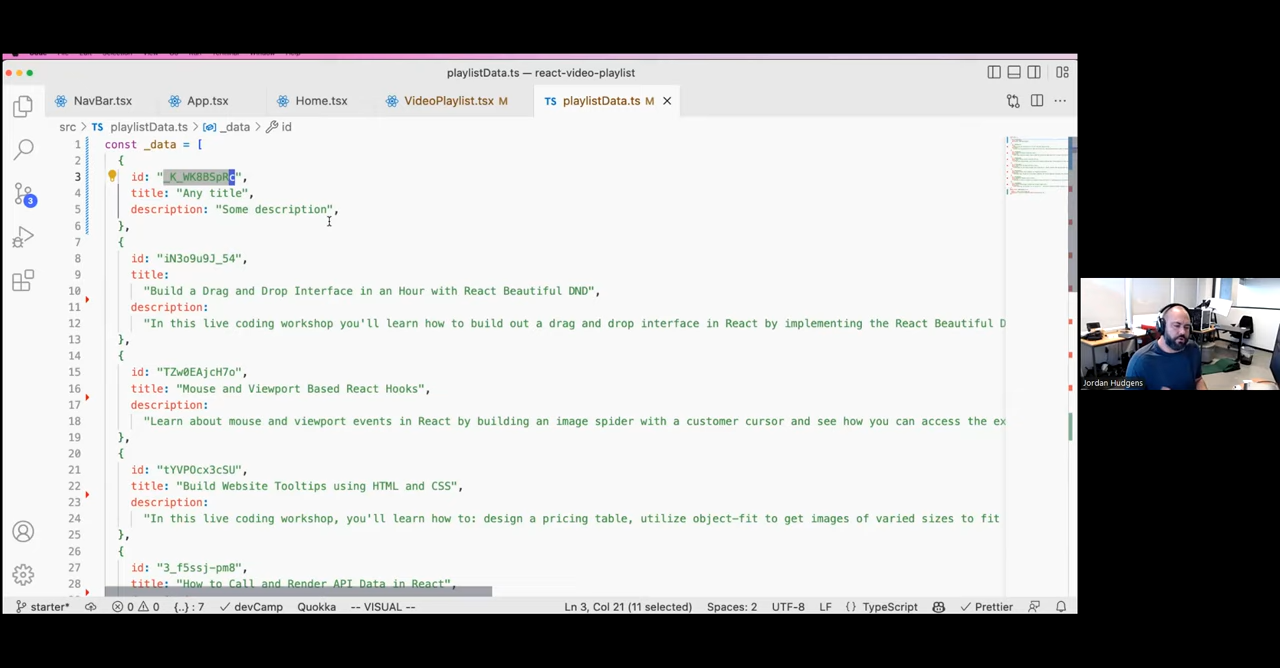 playlistData.ts — react-video-playlist
NavBar.tsx App.tsx Home.tsx VideoPlaylist.tsx M TS playlistData.ts M
src > TS playlistData.ts > _data > id
1 const _data = [
2 {
3 id: "_K_WK8BSpRc",
4 title: "Any title",
5 description: "Some description",
6 },
7 {
8 id: "iN3o9u9J_54",
9 title:
10 "Build a Drag and Drop Interface in an Hour with React Beautiful DND",
11 description:
12 "In this live coding workshop you'll learn how to build out a drag and drop interface in React by implementing the React Beautiful D
13 },
14 {
15 id: "TZw0EAjcH7o",
16 title: "Mouse and Viewport Based React Hooks",
17 description:
18 "Learn about mouse and viewport events in React by building an image spider with a customer cursor and see how you can access the ex
19 },
20 {
21 id: "tYVPOcx3cSU",
22 title: "Build Website Tooltips using HTML and CSS",
23 description:
24 "In this live coding workshop, you'll learn how to: design a pricing table, utilize object-fit to get images of varied sizes to fit
25 },
26 {
27 id: "3_f5ssj-pm8",
28 title: "How to Call and Render API Data in React",
3
Jordan Hudgens
starter* 0 0 {..} : 7 devCamp Quokka -- VISUAL -- Ln 3, Col 21 (11 selected) Spaces: 2 UTF-8 LF {} TypeScript Prettier